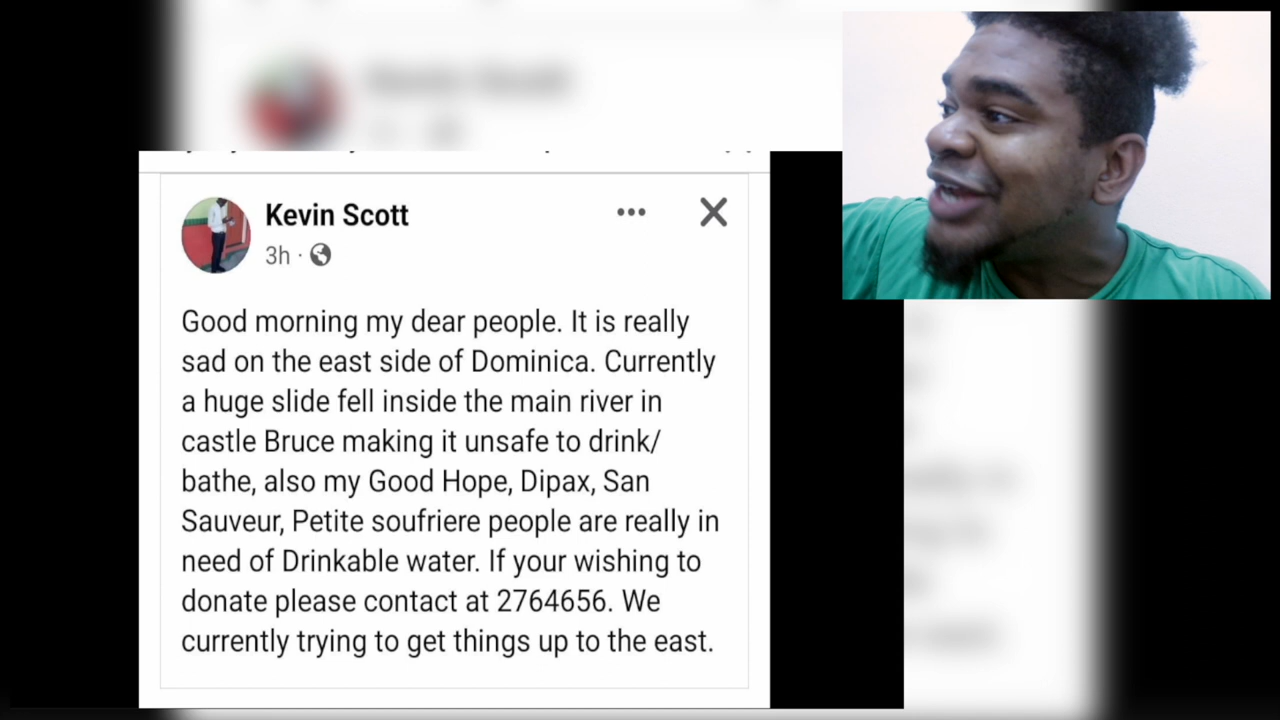 Kevin Scott
3h ·
Good morning my dear people. It is really
sad on the east side of Dominica. Currently
a huge slide fell inside the main river in
castle Bruce making it unsafe to drink/
bathe, also my Good Hope, Dipax, San
Sauveur, Petite soufriere people are really in
need of Drinkable water. If your wishing to
donate please contact at 2764656. We
currently trying to get things up to the east.